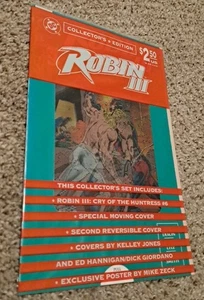 DC
COLLECTOR'S EDITION
$2.50
ROBIN III
THIS COLLECTOR'S SET INCLUDES:
• ROBIN III: CRY OF THE HUNTRESS #6
• SPECIAL MOVING COVER
• SECOND REVERSIBLE COVER
• COVERS BY KELLEY JONES
AND ED HANNIGAN/DICK GIORDANO
• EXCLUSIVE POSTER BY MIKE ZECK